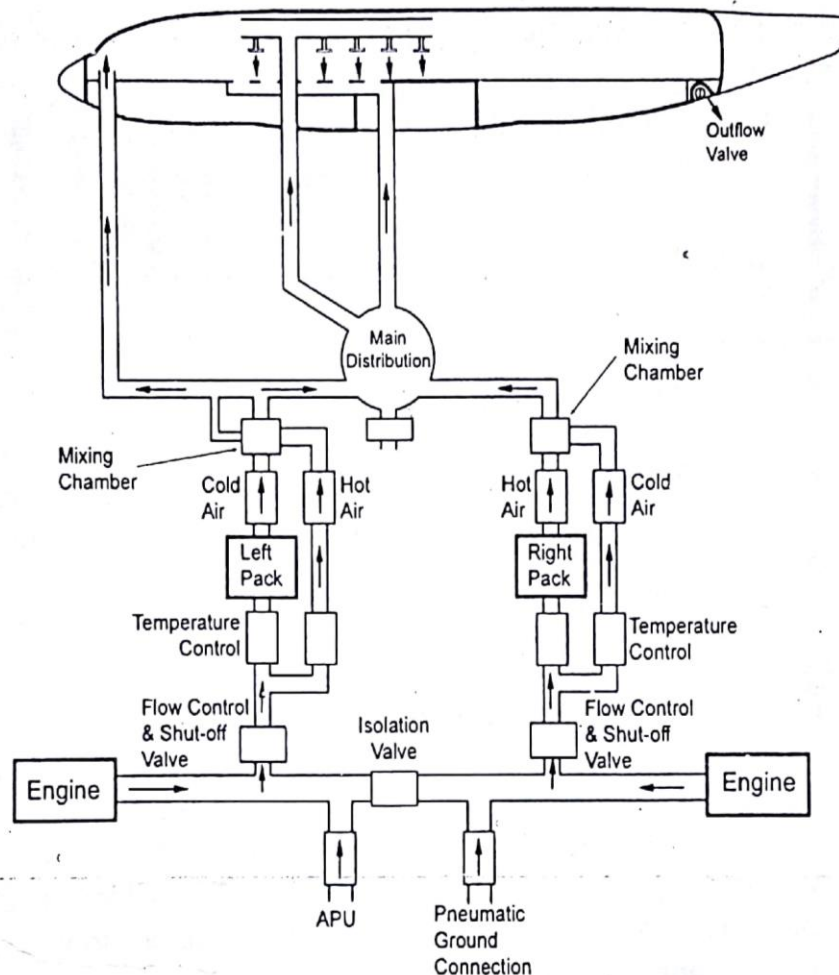 Outflow
Valve
Main
Distribution
Mixing
Chamber
Mixing
Chamber
Cold
Air
Hot
Air
Hot
Air
Cold
Air
Left
Pack
Right
Pack
Temperature
Control
Temperature
Control
Flow Control
& Shut-off
Valve
Isolation
Valve
Flow Control
& Shut-off
Valve
Engine
Engine
APU
Pneumatic
Ground
Connection